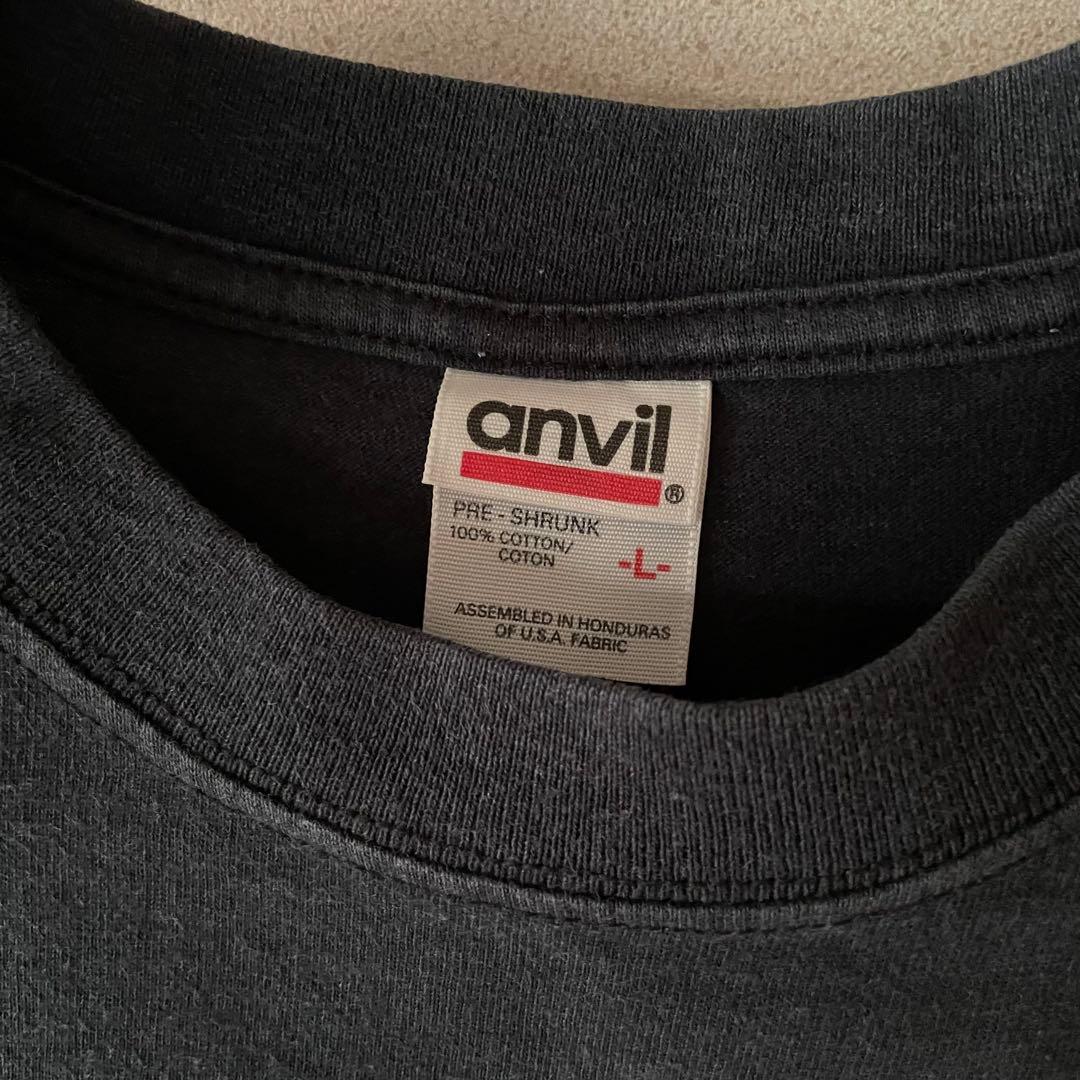 anvil
®
PRE - SHRUNK
100% COTTON/
COTON
-L-
ASSEMBLED IN HONDURAS
OF U.S.A. FABRIC